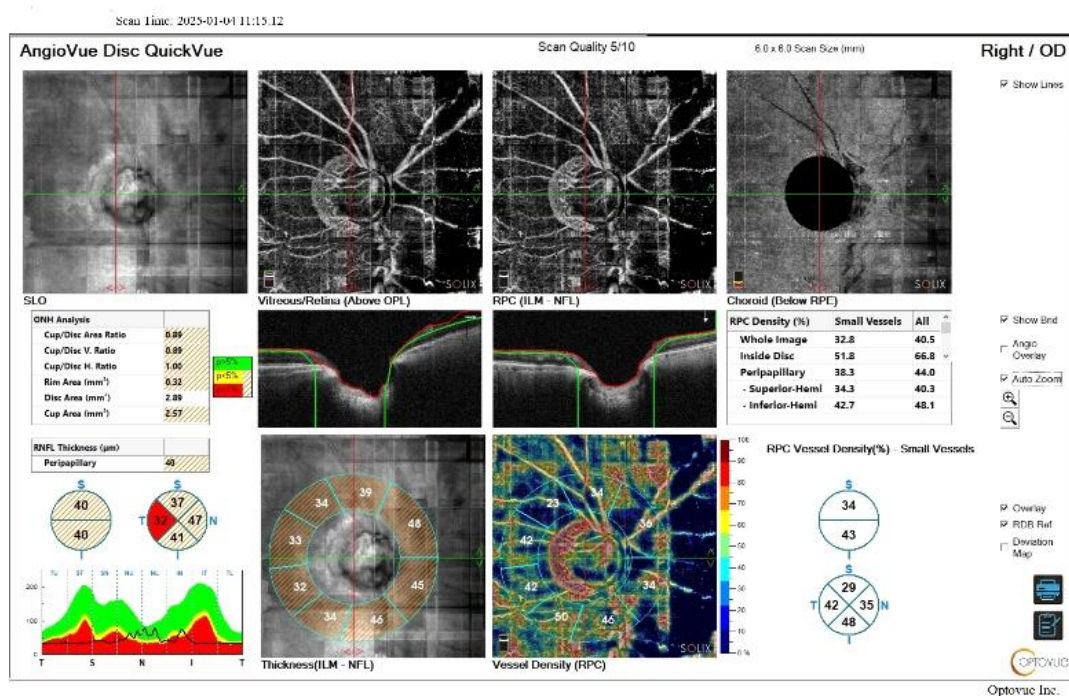 Scan Time: 2025-01-04 11:15:12
AngioVue Disc QuickVue
Scan Quality 5/10
6.0 x 6.0 Scan Size (mm)
Right / OD
Show Lines
SOLIX
SOLIX
SOLIX
SLO
Vitreous/Retina (Above OPL)
RPC (ILM - NFL)
Choroid (Below RPE)
ONH Analysis
Cup/Disc Area Ratio 0.89
Cup/Disc V. Ratio 0.89
Cup/Disc H. Ratio 1.00
Rim Area (mm²) 0.32
Disc Area (mm²) 2.89
Cup Area (mm²) 2.57
p>5%
p<5%
RPC Density (%) Small Vessels All
Whole Image 32.8 40.5
Inside Disc 51.8 66.8
Peripapillary 38.3 44.0
- Superior-Hemi 34.3 40.3
- Inferior-Hemi 42.7 48.1
Show Bnd
Angio
Overlay
Auto Zoom
RNFL Thickness (µm)
Peripapillary 40
S
40
40
I
S
37
T 32 47 N
41
I
TU ST SN NU NL NI IT TL
200
100
0
T S N I T
39
34 48
33
32 45
34 46
Thickness(ILM - NFL)
34
23 36
42
42 34
50 46
SOLIX
Vessel Density (RPC)
100
90
80
70
60
50
40
30
20
10
0 %
RPC Vessel Density(%) - Small Vessels
S
34
43
I
S
29
T 42 35 N
48
I
Overlay
RDB Ref
Deviation
Map
OPTOVUE
Optovue Inc.